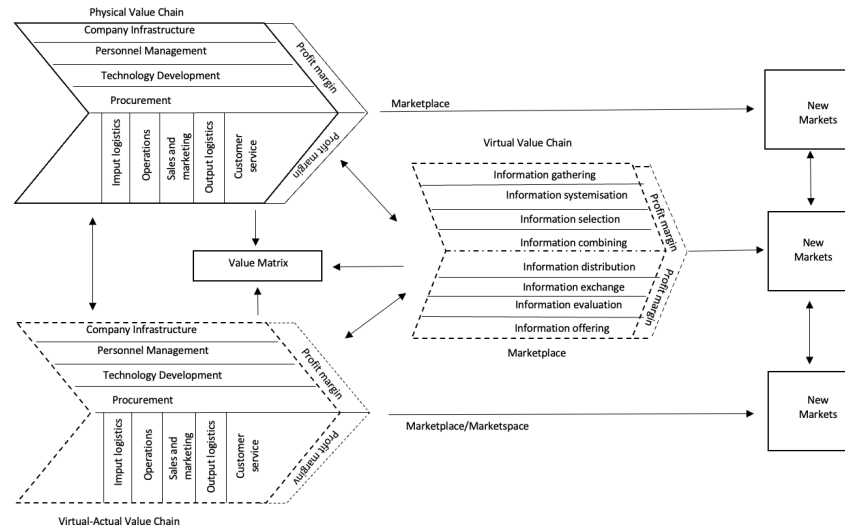 Physical Value Chain
Company Infrastructure
Personnel Management
Technology Development
Procurement
Imput logistics
Operations
Sales and
marketing
Output logistics
Customer
service
Profit margin
Profit margin
Marketplace
New
Markets
Virtual Value Chain
Information gathering
Information systemisation
Information selection
Information combining
Information distribution
Information exchange
Information evaluation
Information offering
Profit margin
Profit margin
Marketplace
New
Markets
Value Matrix
Company Infrastructure
Personnel Management
Technology Development
Procurement
Imput logistics
Operations
Sales and
marketing
Output logistics
Customer
service
Profit margin
Profit marginv
Marketplace/Marketspace
New
Markets
Virtual-Actual Value Chain